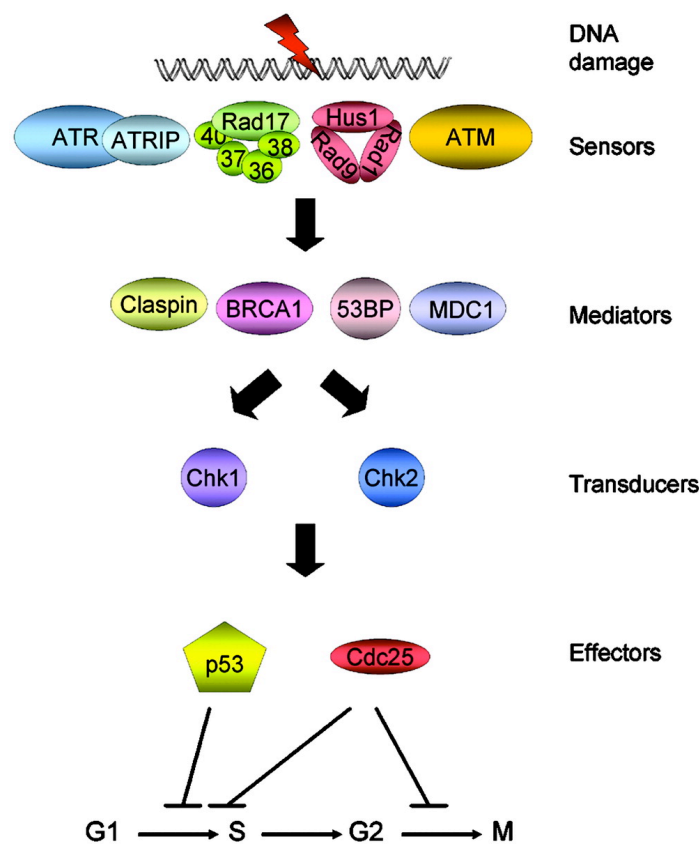 DNA
damage
ATR
ATRIP
40
Rad17
38
37
36
Hus1
Rad9
Rad1
ATM
Sensors
Claspin
BRCA1
53BP
MDC1
Mediators
Chk1
Chk2
Transducers
p53
Cdc25
Effectors
G1
S
G2
M